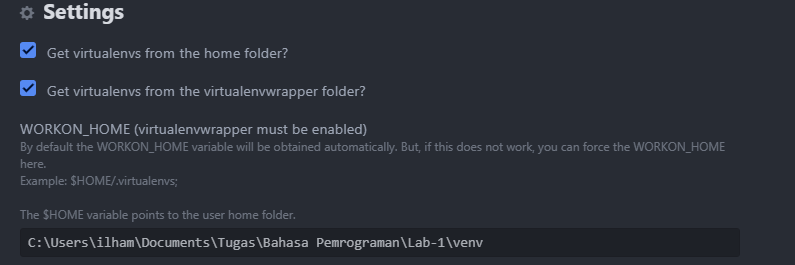 Settings
Get virtualenvs from the home folder?
Get virtualenvs from the virtualenvwrapper folder?
WORKON_HOME (virtualenvwrapper must be enabled)
By default the WORKON_HOME variable will be obtained automatically. But, if this does not work, you can force the WORKON_HOME
here.
Example: $HOME/.virtualenvs;
The $HOME variable points to the user home folder.
C:\Users\ilham\Documents\Tugas\Bahasa Pemrograman\Lab-1\venv